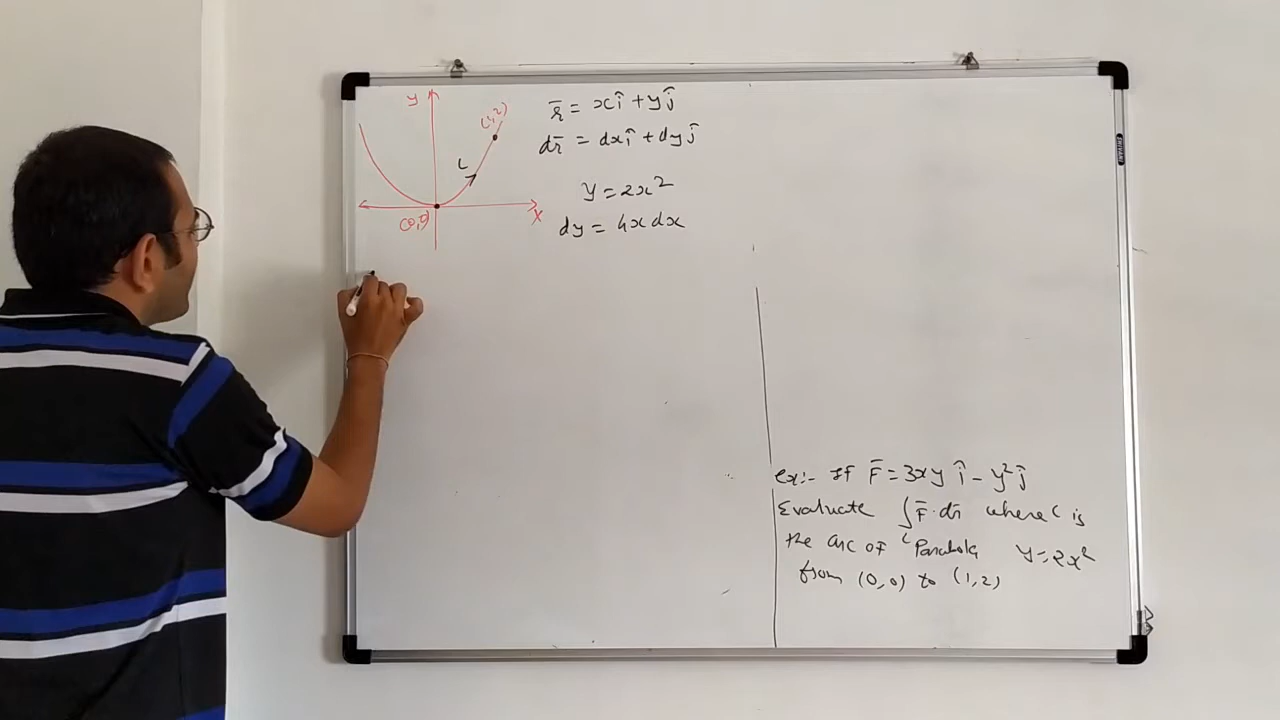 y
(1,2)
C
(0,0)
x
r̄ = xî + yĵ
dr̄ = dxî + dyĵ
y = 2x²
dy = 4x dx
ex:- If F̄ = 3xy î - y² ĵ
Evaluate ∫ F̄·dr̄ where C is
C
the arc of Parabola y = 2x²
from (0,0) to (1,2)